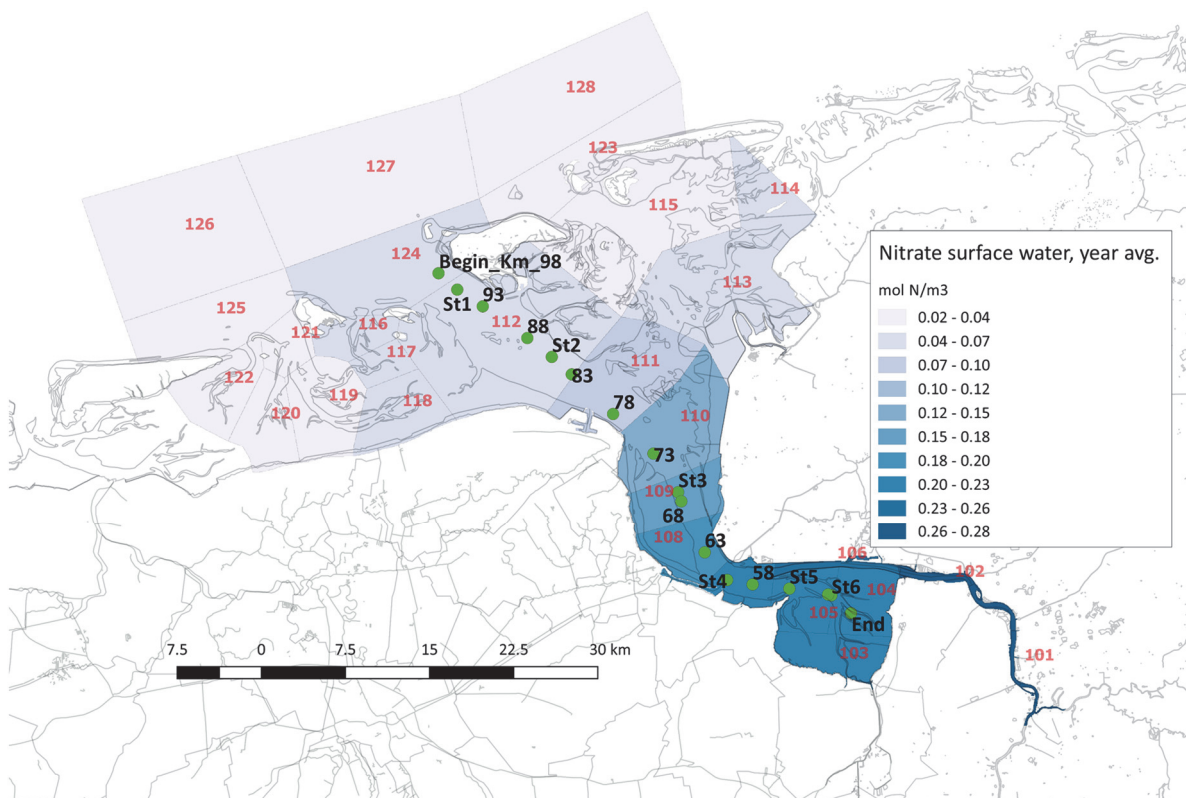 128
123
127
114
115
126
124
Begin_Km_98
113
125
St1
93
121
116
112
88
117
St2
111
122
83
119
118
120
78
110
73
St3
109
68
108
63
106
102
St4
58
St5
St6
104
105
End
103
101
Nitrate surface water, year avg.
mol N/m3
0.02 - 0.04
0.04 - 0.07
0.07 - 0.10
0.10 - 0.12
0.12 - 0.15
0.15 - 0.18
0.18 - 0.20
0.20 - 0.23
0.23 - 0.26
0.26 - 0.28
7.5 0 7.5 15 22.5 30 km